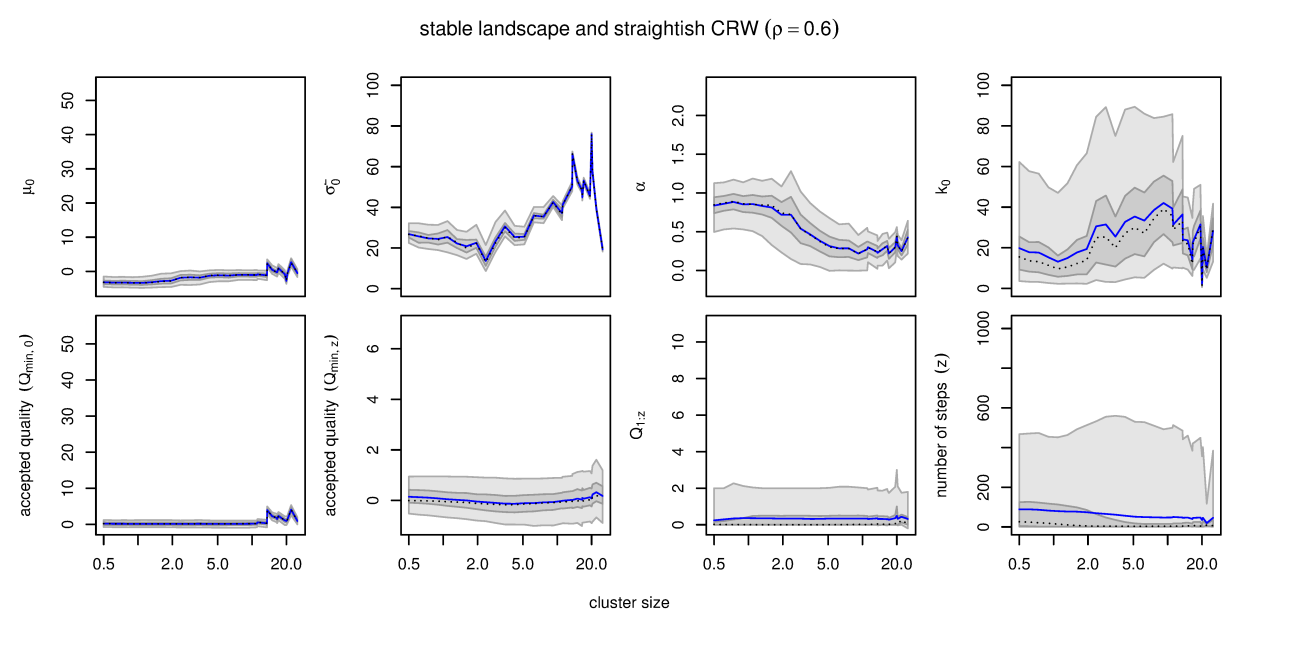 stable landscape and straightish CRW (ρ = 0.6)
μ0
0 10 20 30 40 50
σ0-
0 20 40 60 80 100
α
0.0 0.5 1.0 1.5 2.0
k0
0 20 40 60 80 100
accepted quality (Qmin, 0)
0 10 20 30 40 50
0.5 2.0 5.0 20.0
accepted quality (Qmin, z)
0 2 4 6
0.5 2.0 5.0 20.0
Q1:z
0 2 4 6 8 10
0.5 2.0 5.0 20.0
number of steps (z)
0 200 600 1000
0.5 2.0 5.0 20.0
cluster size